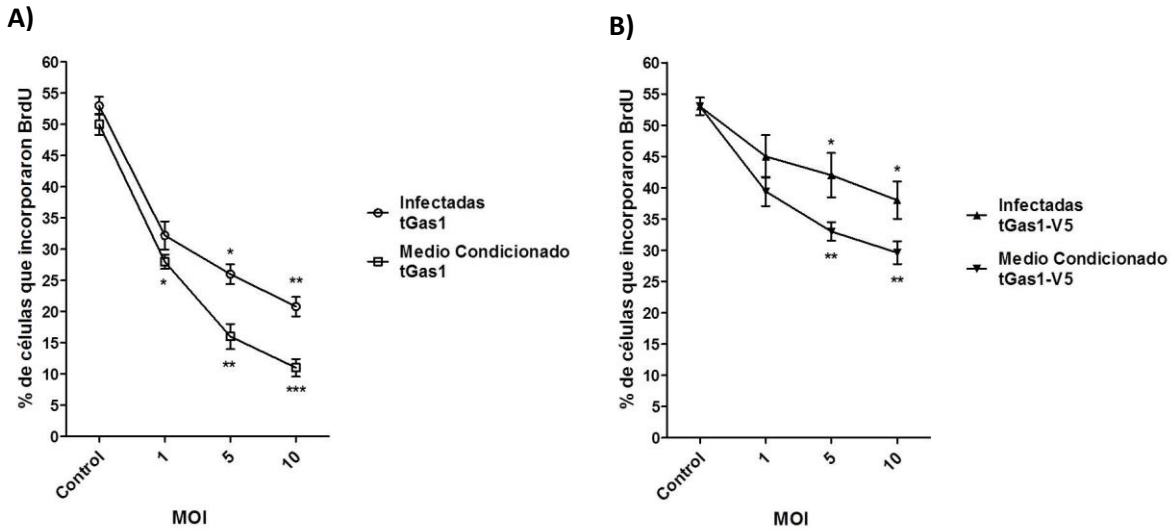 A)
% de células que incorporaron BrdU
60
55
50
45
40
35
30
25
20
15
10
5
0
*
*
**
**
***
Control
1
5
10
MOI
Infectadas
tGas1
Medio Condicionado
tGas1
B)
% de células que incorporaron BrdU
60
55
50
45
40
35
30
25
20
15
10
5
0
*
*
**
**
Control
1
5
10
MOI
Infectadas
tGas1-V5
Medio Condicionado
tGas1-V5